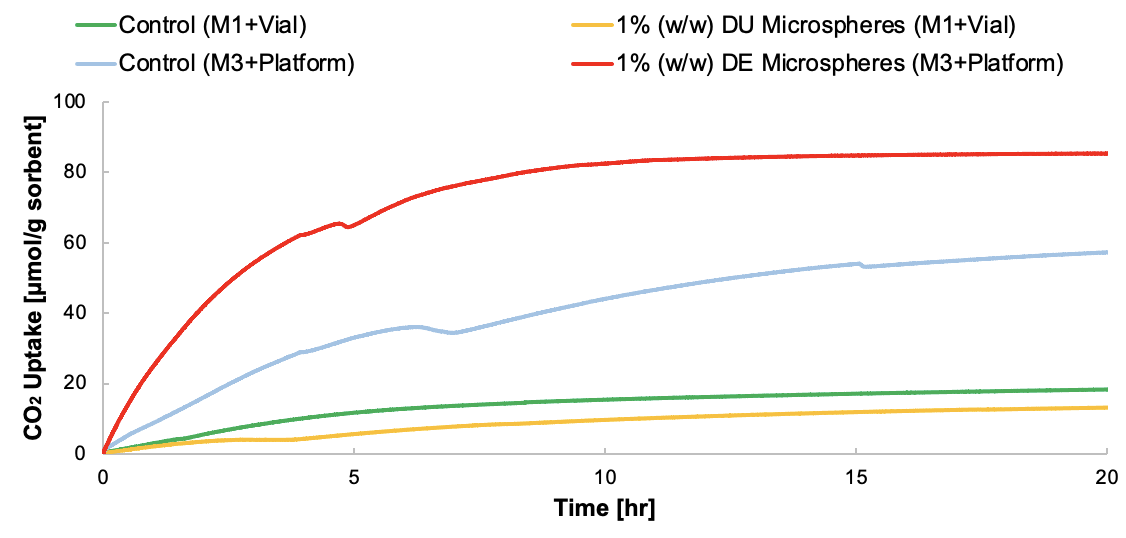 Control (M1+Vial)
1% (w/w) DU Microspheres (M1+Vial)
Control (M3+Platform)
1% (w/w) DE Microspheres (M3+Platform)
100
80
60
40
20
0
CO2 Uptake [µmol/g sorbent]
0 5 10 15 20
Time [hr]